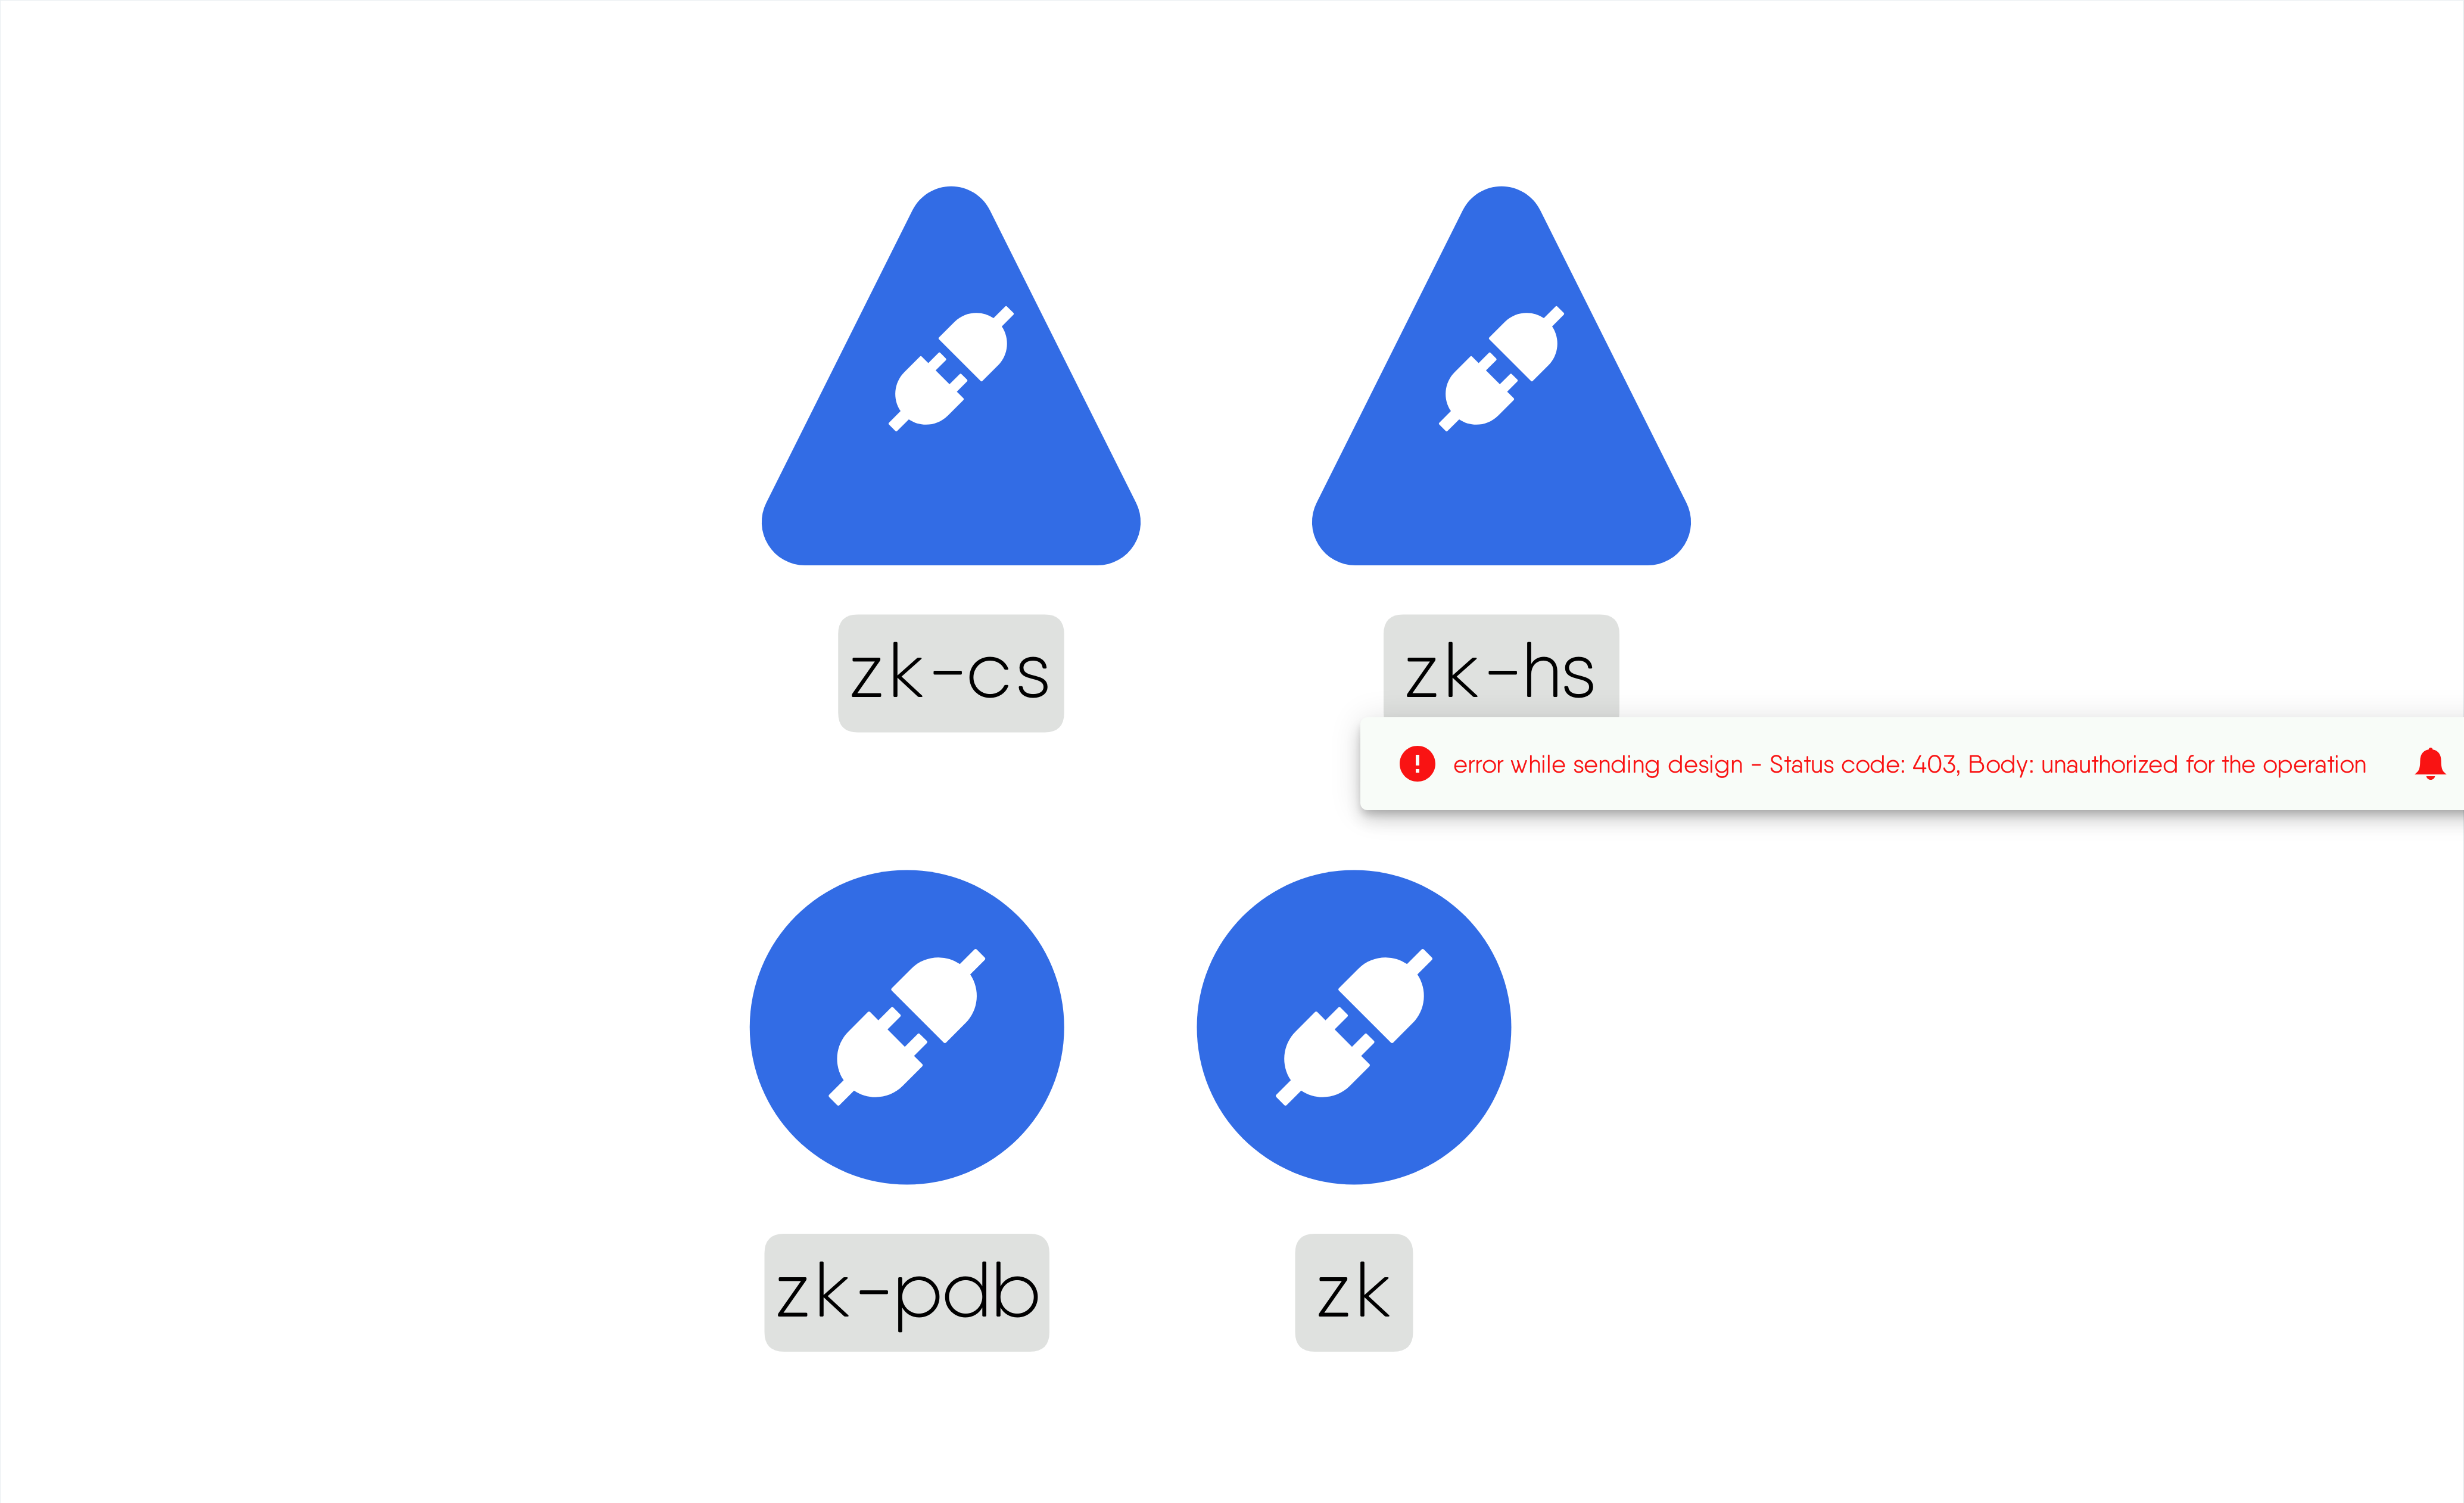 zk-cs
zk-hs
error while sending design - Status code: 403, Body: unauthorized for the operation
zk-pdb
zk